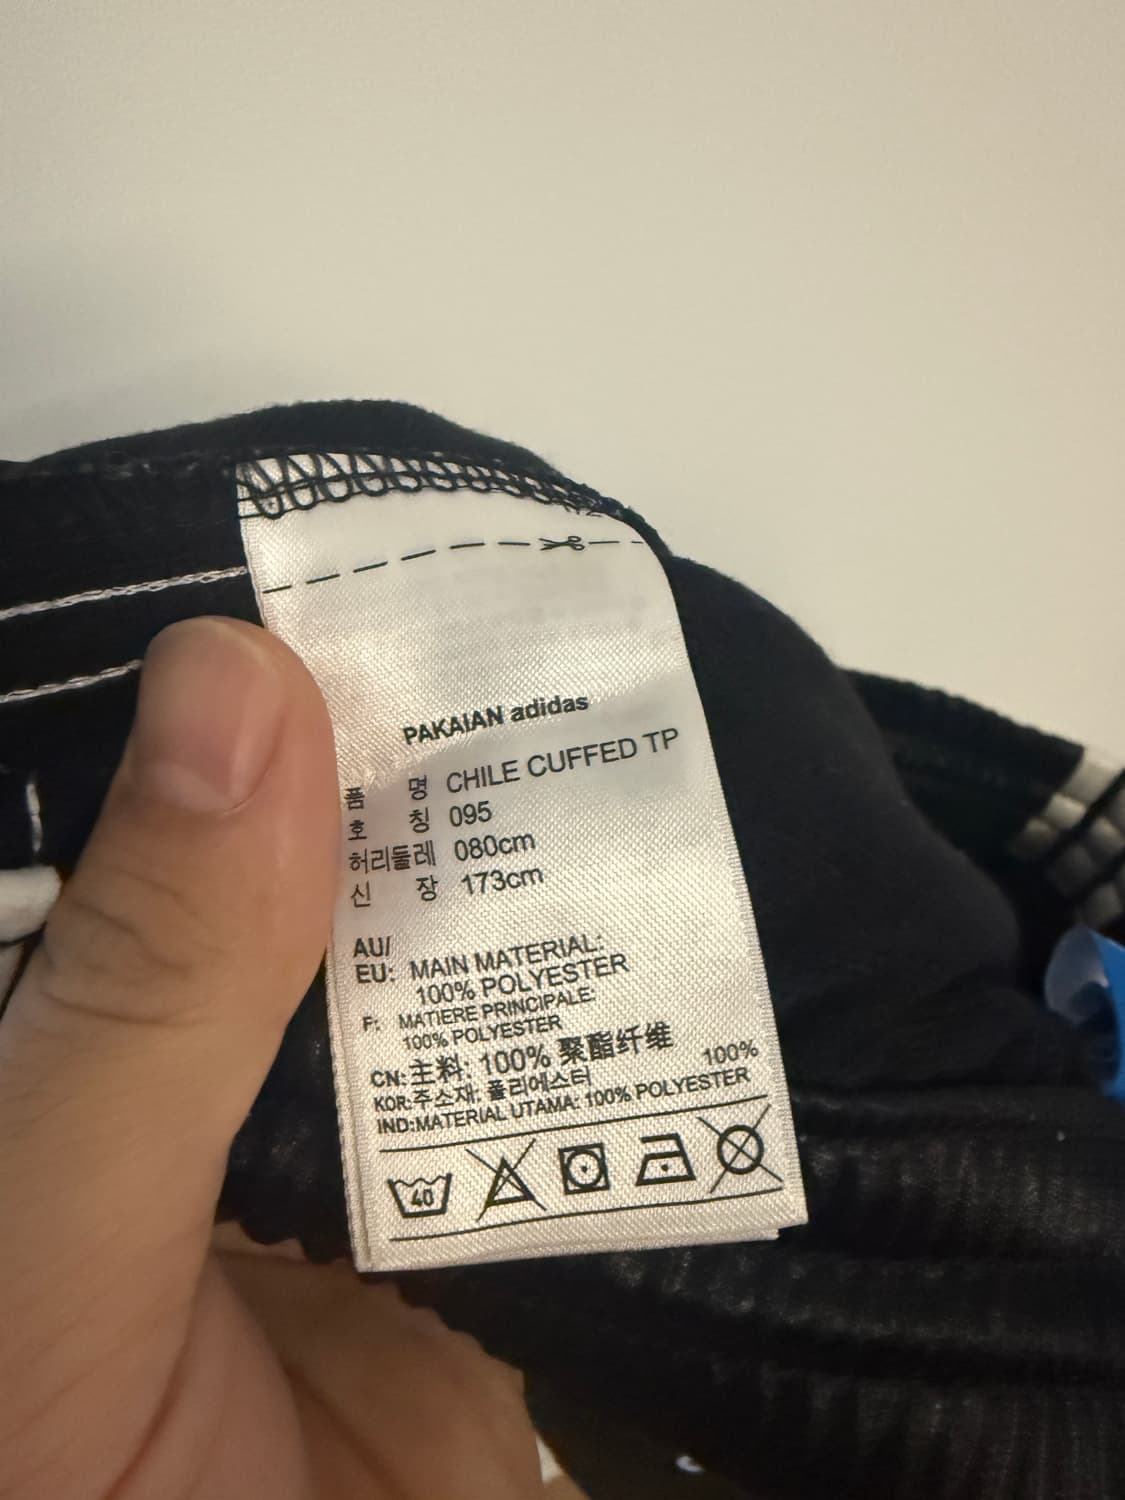 PAKAIAN adidas
품 명 CHILE CUFFED TP
호 칭 095
허리둘레 080cm
신 장 173cm
AU/
EU: MAIN MATERIAL:
100% POLYESTER
F: MATIERE PRINCIPALE:
100% POLYESTER
CN:主料: 100% 聚酯纤维
KOR:주소재: 폴리에스터 100%
IND:MATERIAL UTAMA: 100% POLYESTER
40